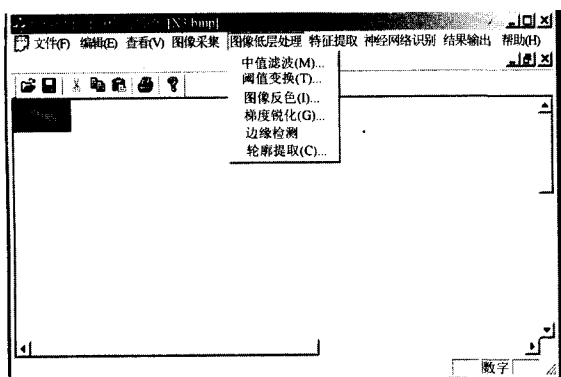 [X3.bmp]
文件(F) 编辑(E) 查看(V) 图像采集 图像低层处理 特征提取 神经网络识别 结果输出 帮助(H)
中值滤波(M)...
阈值变换(T)...
图像反色(I)...
梯度锐化(G)...
边缘检测
轮廓提取(C)...
数字